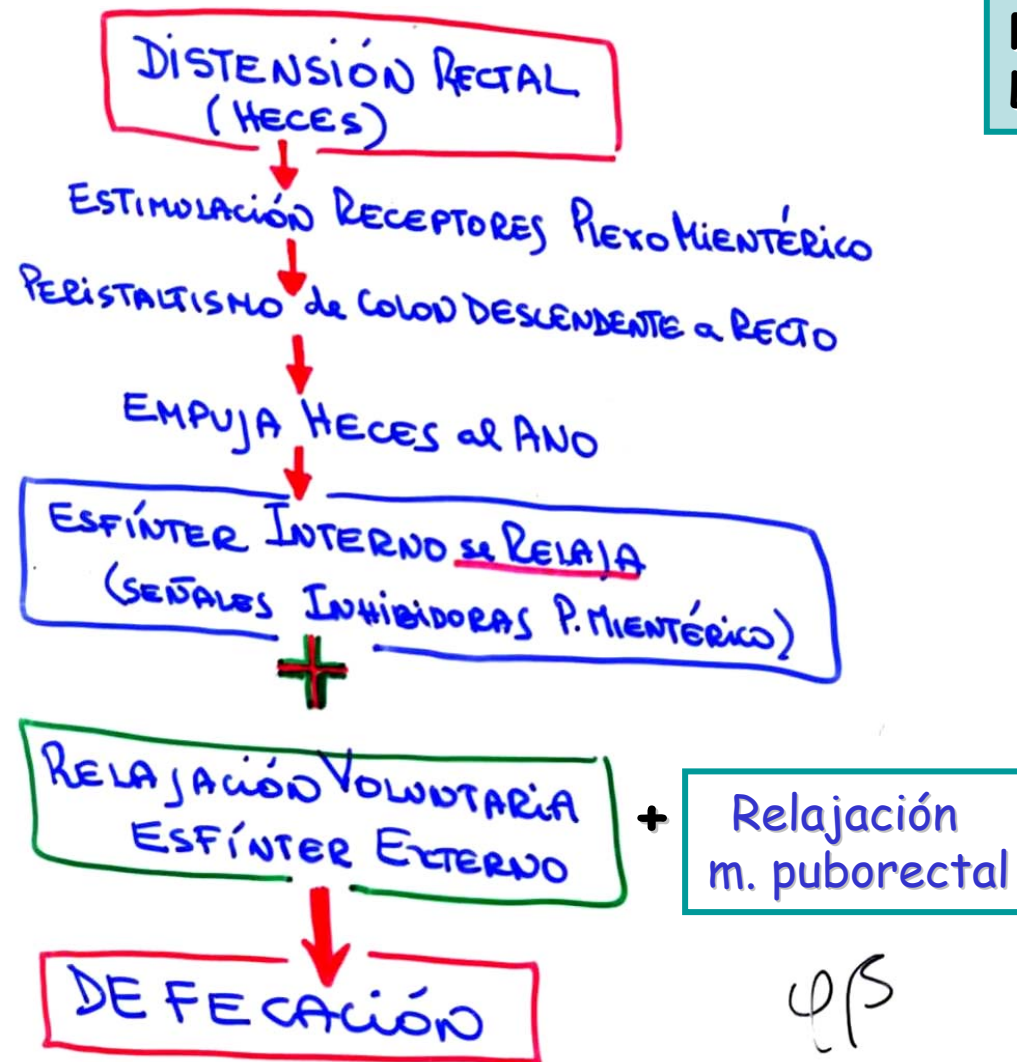 DISTENSIÓN RECTAL
(HECES)
ESTIMULACIÓN RECEPTORES PLEXO MIENTÉRICO
PERISTALTISMO de COLON DESCENDENTE a RECTO
EMPUJA HECES al ANO
ESFÍNTER INTERNO se RELAJA
(SEÑALES INHIBIDORAS P. MIENTÉRICO)
+
RELAJACIÓN VOLUNTARIA
ESFÍNTER EXTERNO
+
Relajación
m. puborectal
DEFECACIÓN